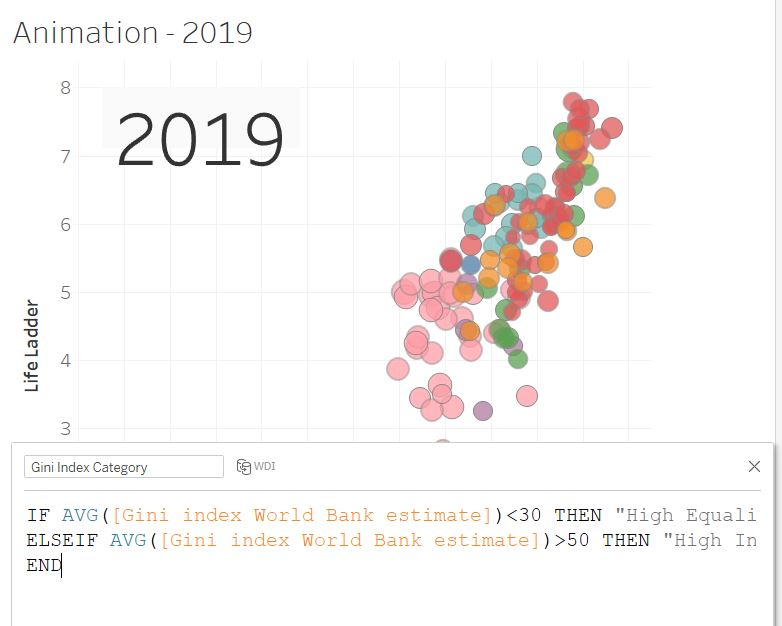 Animation - 2019
8
2019
7
6
5
4
3
Life Ladder
Gini Index Category
WDI
IF AVG([Gini index World Bank estimate])<30 THEN "High Equali
ELSEIF AVG([Gini index World Bank estimate])>50 THEN "High In
END